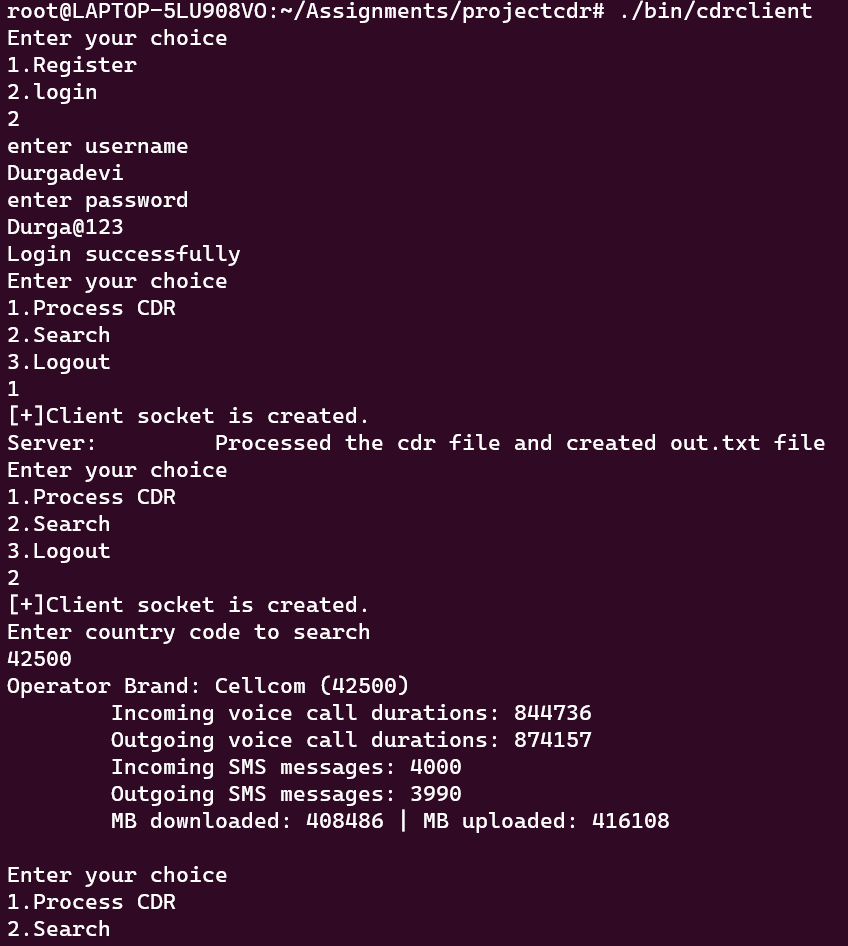 root@LAPTOP-5LU908VO:~/Assignments/projectcdr# ./bin/cdrclient
Enter your choice
1.Register
2.login
2
enter username
Durgadevi
enter password
Durga@123
Login successfully
Enter your choice
1.Process CDR
2.Search
3.Logout
1
[+]Client socket is created.
Server:         Processed the cdr file and created out.txt file
Enter your choice
1.Process CDR
2.Search
3.Logout
2
[+]Client socket is created.
Enter country code to search
42500
Operator Brand: Cellcom (42500)
        Incoming voice call durations: 844736
        Outgoing voice call durations: 874157
        Incoming SMS messages: 4000
        Outgoing SMS messages: 3990
        MB downloaded: 408486 | MB uploaded: 416108

Enter your choice
1.Process CDR
2.Search